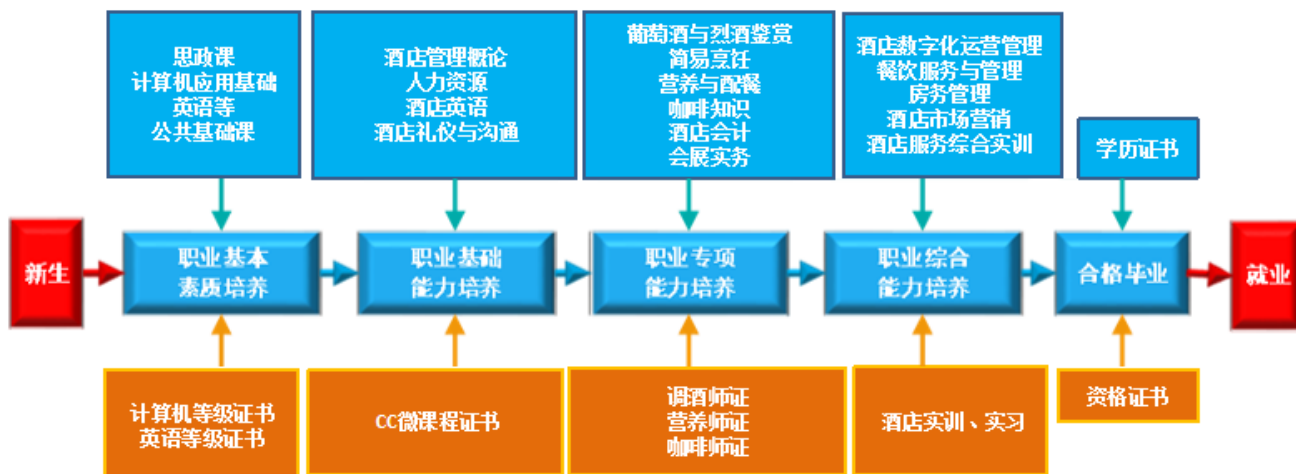 思政课
计算机应用基础
英语等
公共基础课
酒店管理概论
人力资源
酒店英语
酒店礼仪与沟通
葡萄酒与烈酒鉴赏
简易烹饪
营养与配餐
咖啡知识
酒店会计
会展实务
酒店数字化运营管理
餐饮服务与管理
房务管理
酒店市场营销
酒店服务综合实训
学历证书
新生
职业基本
素质培养
职业基础
能力培养
职业专项
能力培养
职业综合
能力培养
合格毕业
就业
计算机等级证书
英语等级证书
CC微课程证书
调酒师证
营养师证
咖啡师证
酒店实训、实习
资格证书